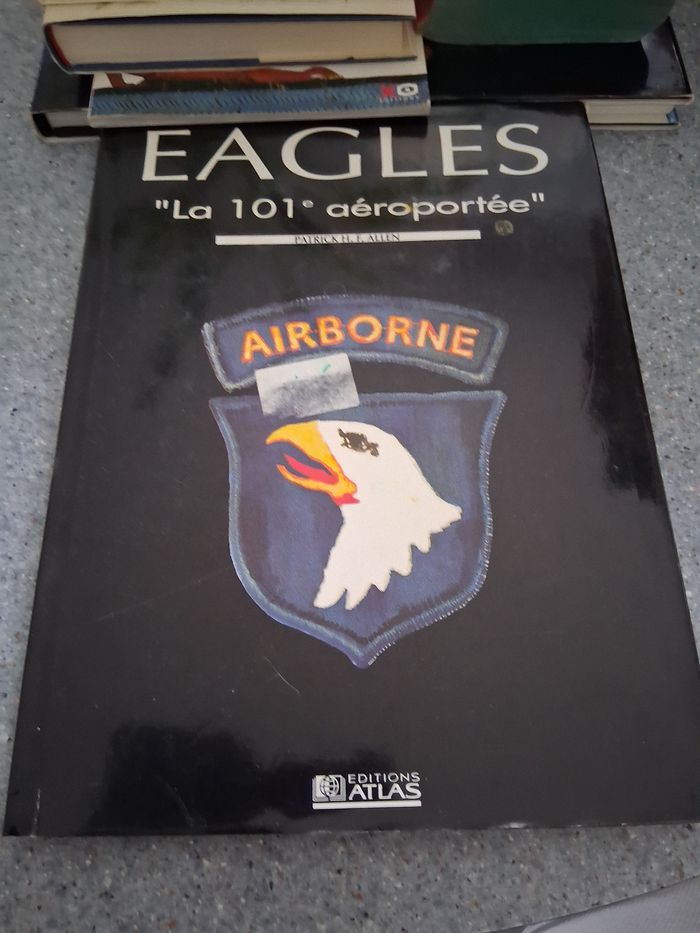 EAGLES
"La 101e aéroportée"
PATRICK H. F. ALLEN
AIRBORNE
EDITIONS
ATLAS